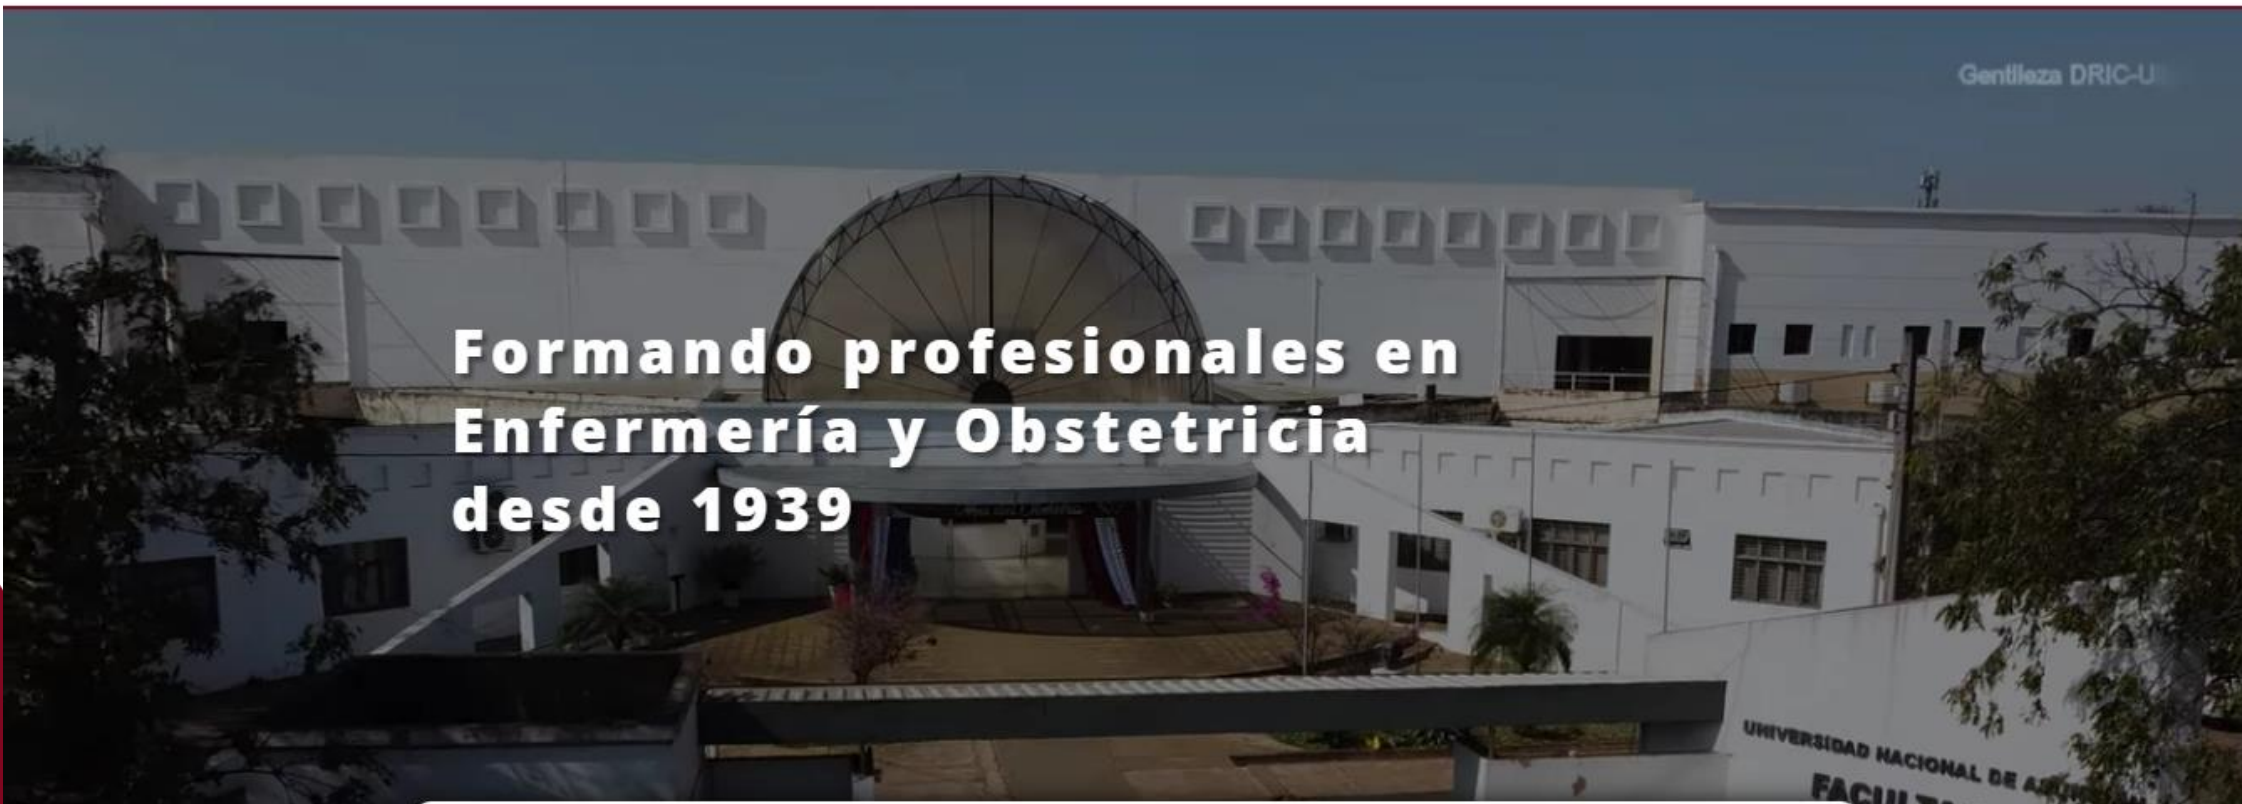 Gentileza DRIC-U
Formando profesionales en
Enfermería y Obstetricia
desde 1939
UNIVERSIDAD NACIONAL DE